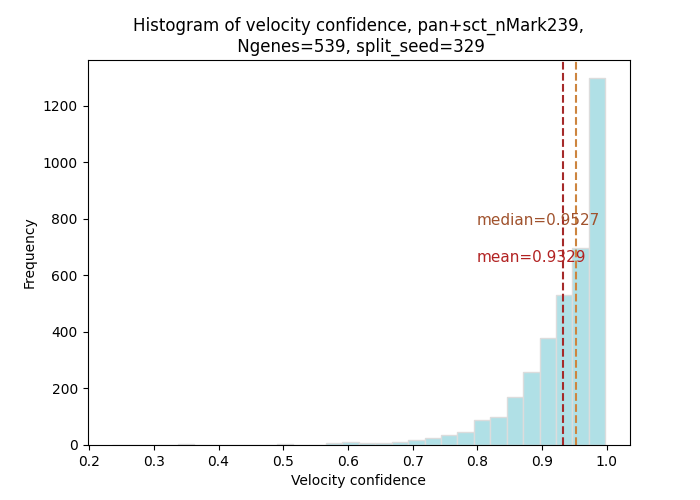 Histogram of velocity confidence, pan+sct_nMark239,
Ngenes=539, split_seed=329
1200
1000
800
600
400
200
0
Frequency
median=0.9527
mean=0.9329
0.2 0.3 0.4 0.5 0.6 0.7 0.8 0.9 1.0
Velocity confidence